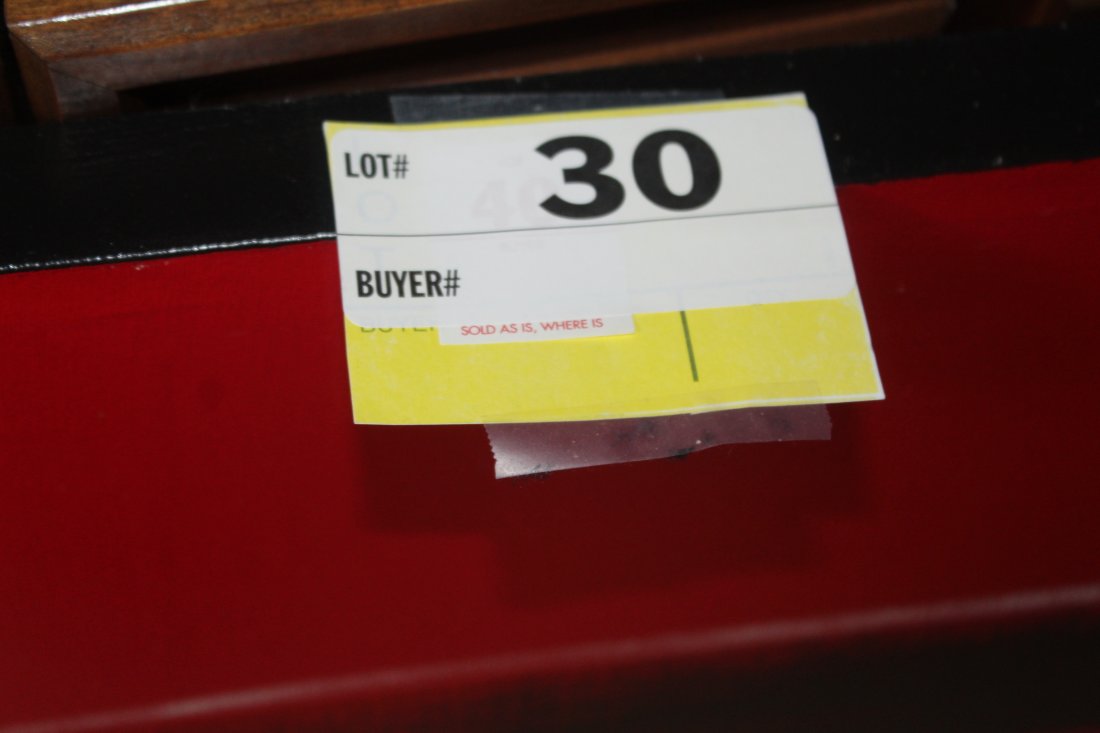 LOT# 30
BUYER#
SOLD AS IS, WHERE IS